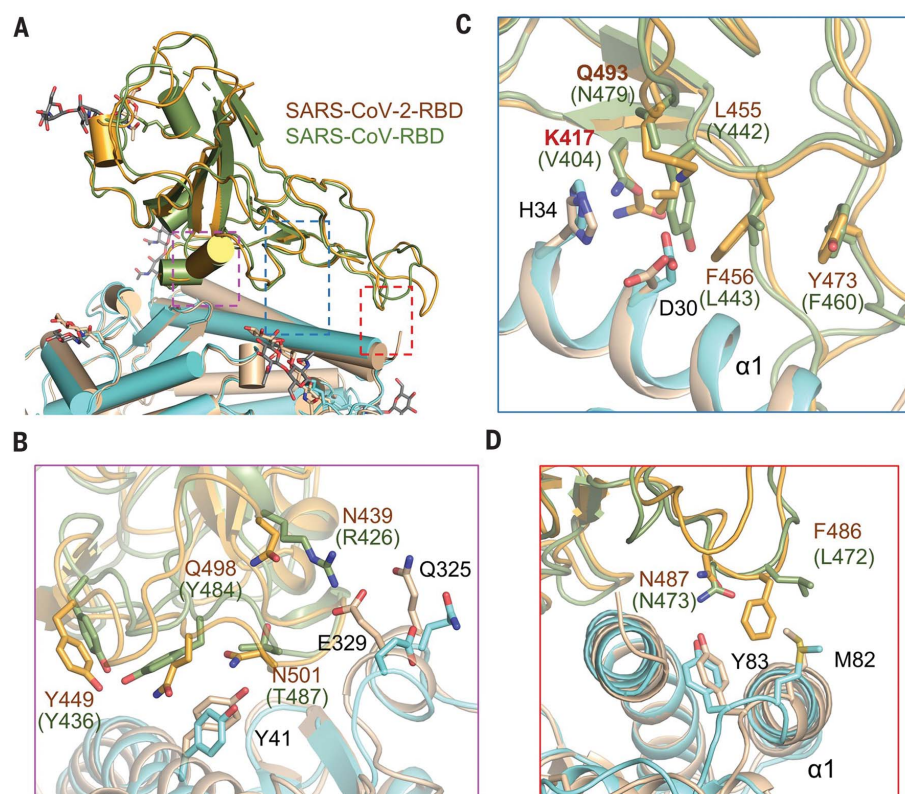 A
SARS-CoV-2-RBD
SARS-CoV-RBD
C
Q493
(N479)
L455
(Y442)
K417
(V404)
H34
F456
(L443)
Y473
(F460)
D30
α1
B
N439
(R426)
Q498
(Y484)
Q325
E329
Y449
(Y436)
N501
(T487)
Y41
D
F486
(L472)
N487
(N473)
Y83
M82
α1